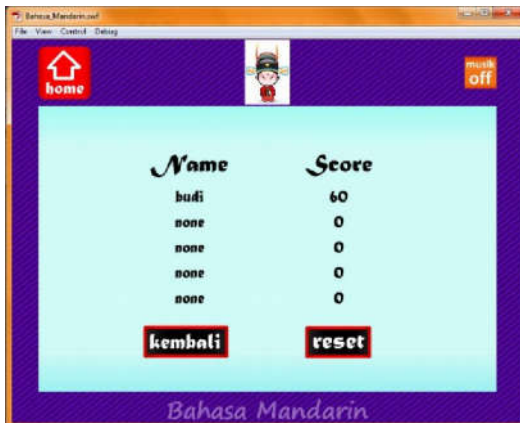 Bahasa_Mandarin.swf
File View Control Debug
home
musik
off
Name Score
budi 60
none 0
none 0
none 0
none 0
kembali reset
Bahasa Mandarin